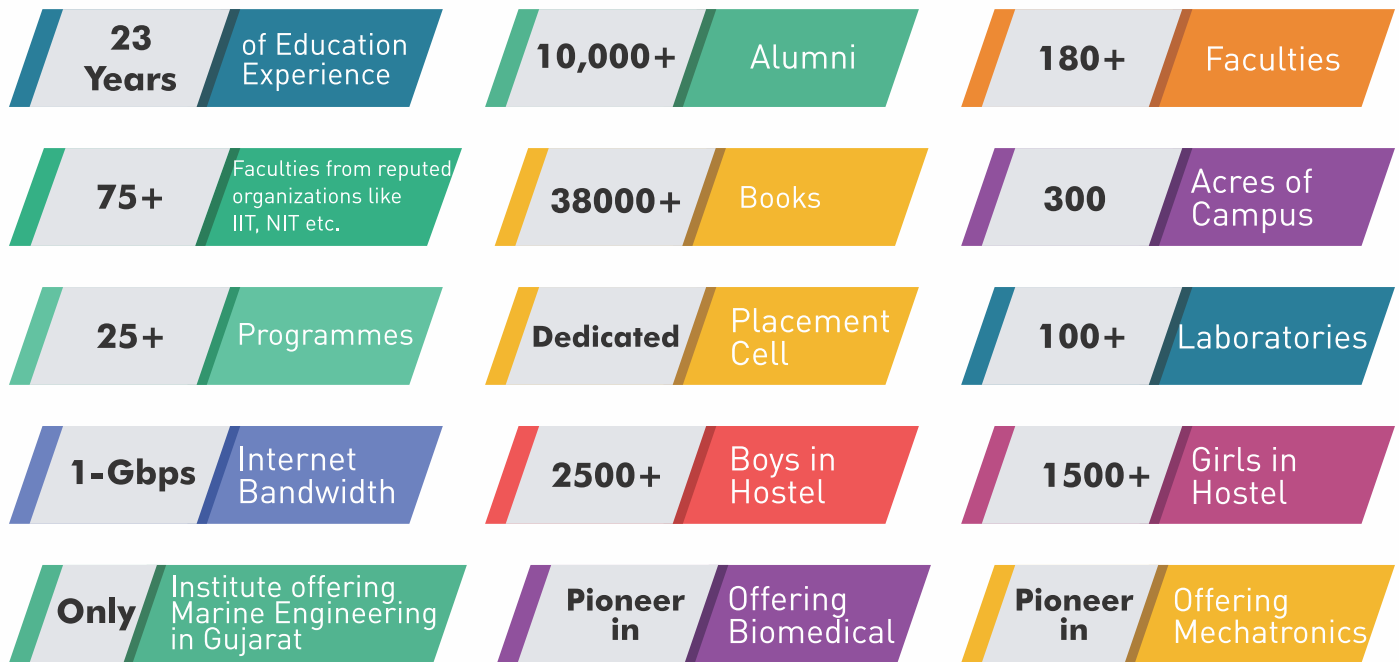 23
Years
of Education
Experience
10,000+
Alumni
180+
Faculties
75+
Faculties from reputed
organizations like
IIT, NIT etc.
38000+
Books
300
Acres of
Campus
25+
Programmes
Dedicated
Placement
Cell
100+
Laboratories
1-Gbps
Internet
Bandwidth
2500+
Boys in
Hostel
1500+
Girls in
Hostel
Only
Institute offering
Marine Engineering
in Gujarat
Pioneer
in
Offering
Biomedical
Pioneer
in
Offering
Mechatronics